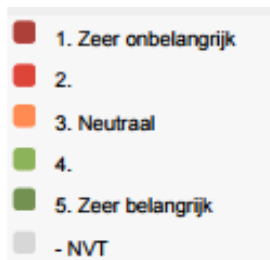 1. Zeer onbelangrijk
2.
3. Neutraal
4.
5. Zeer belangrijk
- NVT